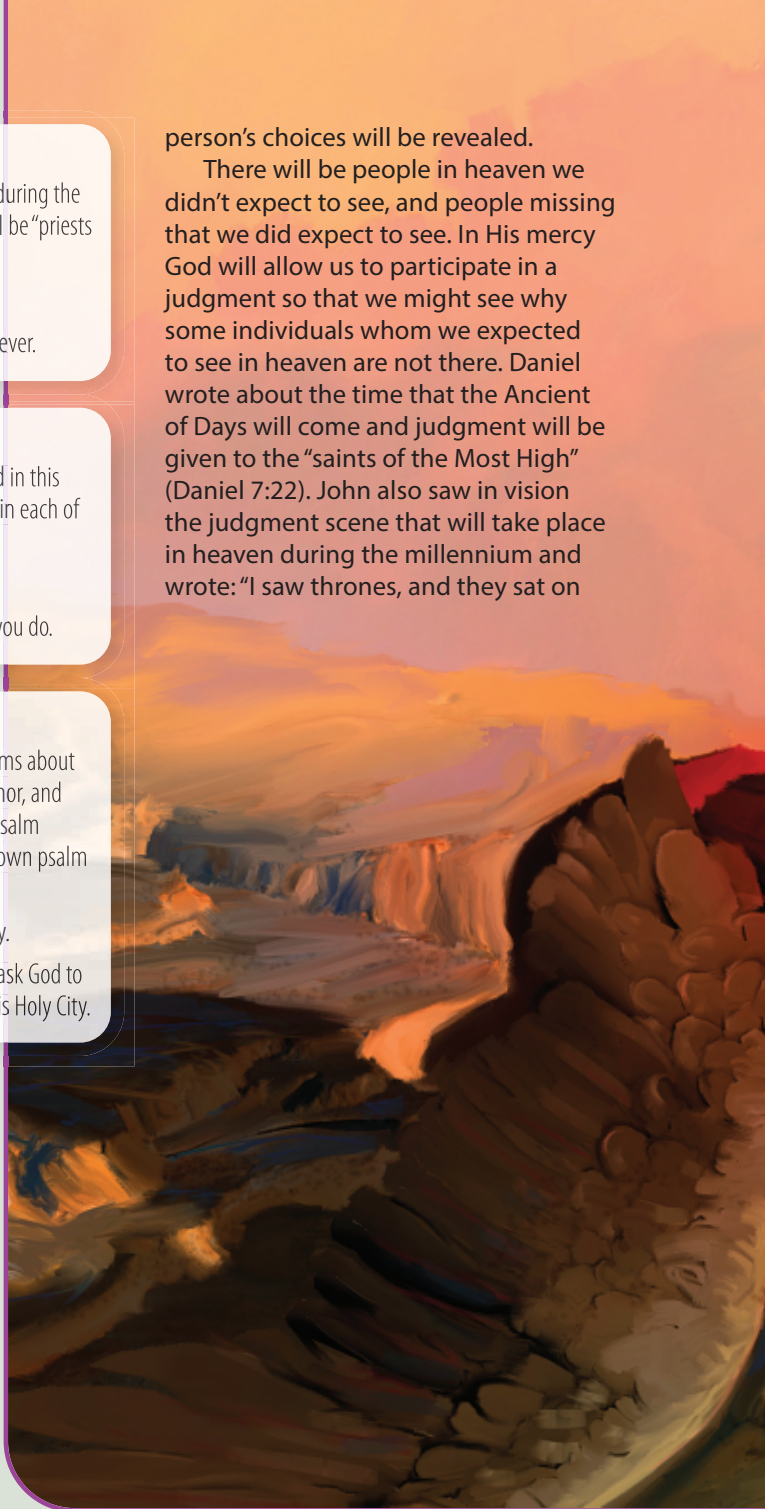 during the
be “priests
ever.
in this
in each of
you do.
about
and
own psalm
ask God to
Holy City.
person’s choices will be revealed.
There will be people in heaven we
didn’t expect to see, and people missing
that we did expect to see. In His mercy
God will allow us to participate in a
judgment so that we might see why
some individuals whom we expected
to see in heaven are not there. Daniel
wrote about the time that the Ancient
of Days will come and judgment will be
given to the “saints of the Most High”
(Daniel 7:22). John also saw in vision
the judgment scene that will take place
in heaven during the millennium and
wrote: “I saw thrones, and they sat on